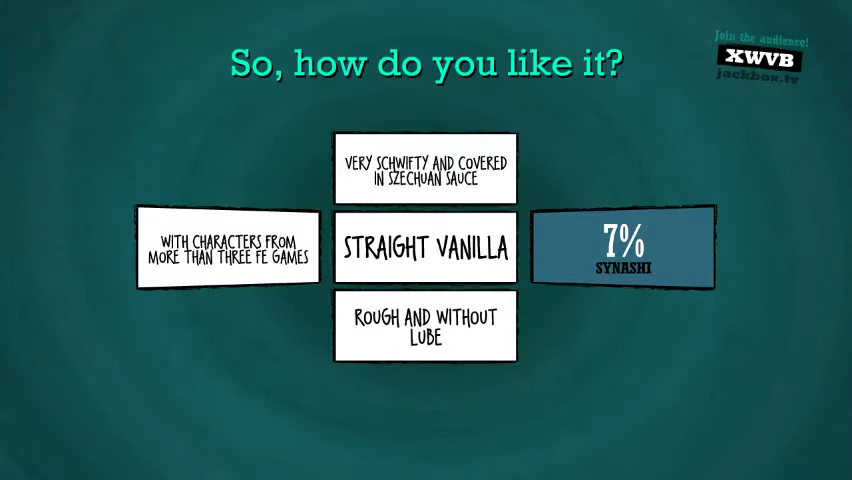 Join the audience!
So, how do you like it?
XWVB
jackbox.tv
VERY SCHWIFTY AND COVERED
IN SZECHUAN SAUCE
WITH CHARACTERS FROM
MORE THAN THREE FE GAMES
STRAIGHT VANILLA
7%
SYNASHI
ROUGH AND WITHOUT
LUBE